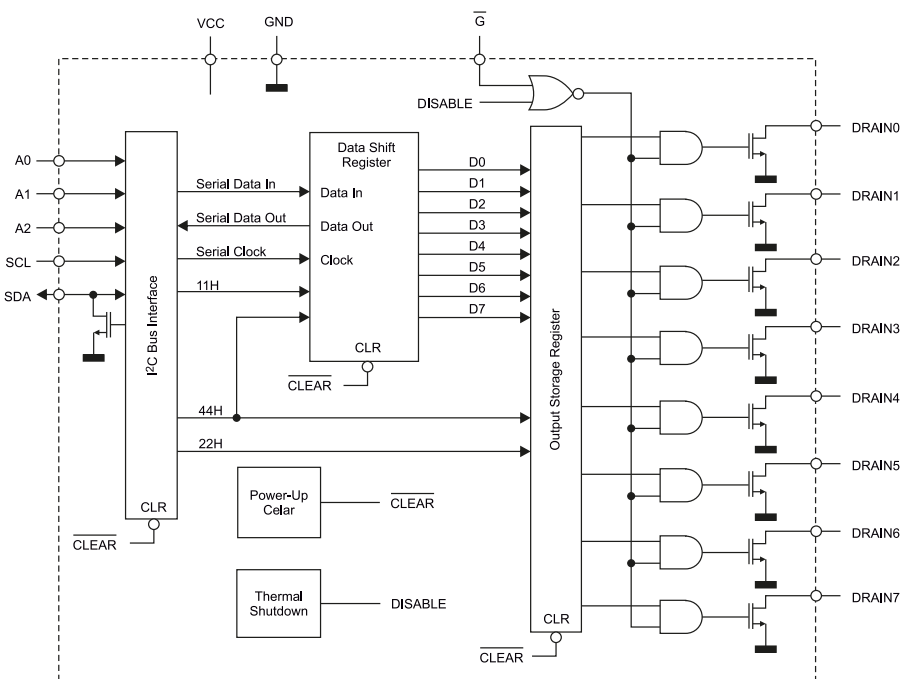 VCC
GND
G
DISABLE
A0
A1
A2
SCL
SDA
I2C Bus Interface
CLR
CLEAR
Serial Data In
Serial Data Out
Serial Clock
11H
44H
22H
Data Shift
Register
Data In
Data Out
Clock
CLR
CLEAR
D0
D1
D2
D3
D4
D5
D6
D7
Power-Up
Celar
CLEAR
Thermal
Shutdown
DISABLE
Output Storage Register
CLR
CLEAR
DRAIN0
DRAIN1
DRAIN2
DRAIN3
DRAIN4
DRAIN5
DRAIN6
DRAIN7